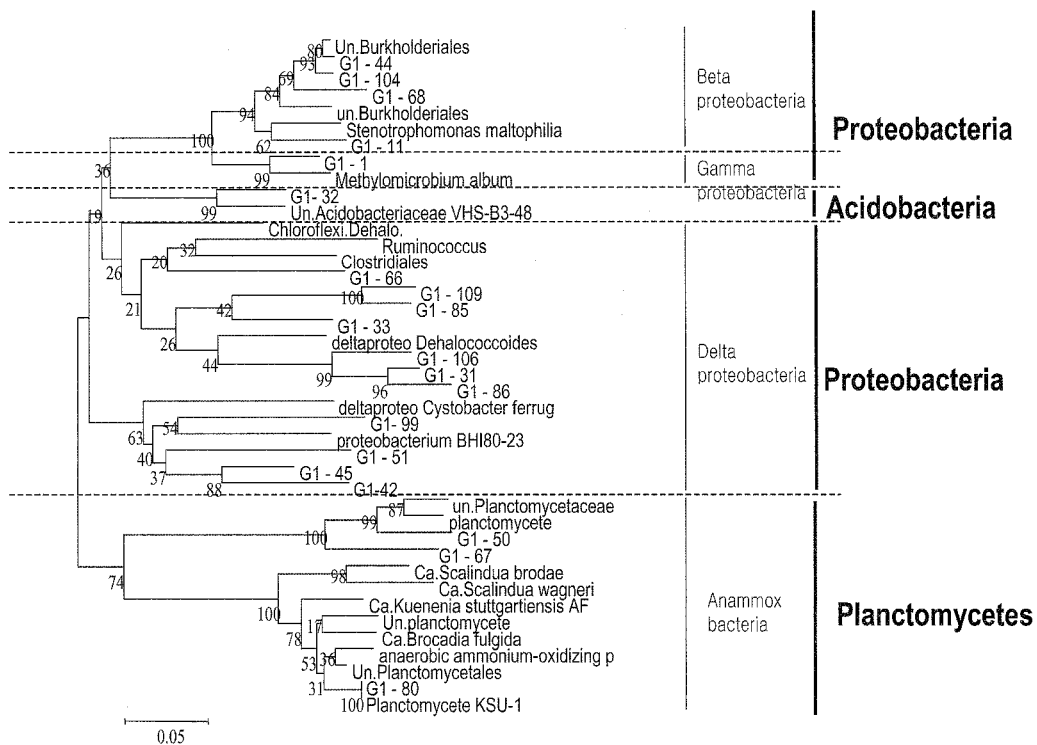 Un.Burkholderiales
80
G1 - 44
93
G1 - 104
69
G1 - 68
84
un.Burkholderiales
94
Stenotrophomonas maltophilia
G1 - 11
62
100
G1 - 1
Methylomicrobium album
99
36
G1- 32
Un.Acidobacteriaceae VHS-B3-48
99
Chloroflexi.Dehalo.
Ruminococcus
32
Clostridiales
20
G1 - 66
26
G1 - 109
100
G1 - 85
21
42
G1 - 33
deltaproteo Dehalococcoides
26
G1 - 106
44
G1 - 31
99
G1 - 86
96
deltaproteo Cystobacter ferrug
G1- 99
54
proteobacterium BHI80-23
63
G1 - 51
40
G1 - 45
37
G1-42
88
un.Planctomycetaceae
87
planctomycete
99
G1 - 50
100
G1 - 67
Ca.Scalindua brodae
98
Ca.Scalindua wagneri
74
Ca.Kuenenia stuttgartiensis AF
100
Un.planctomycete
17
Ca.Brocadia fulgida
78
anaerobic ammonium-oxidizing p
36
53
Un.Planctomycetales
G1 - 80
31
100
Planctomycete KSU-1
0.05
Beta
proteobacteria
Gamma
proteobacteria
Delta
proteobacteria
Anammox
bacteria
Proteobacteria
Acidobacteria
Proteobacteria
Planctomycetes